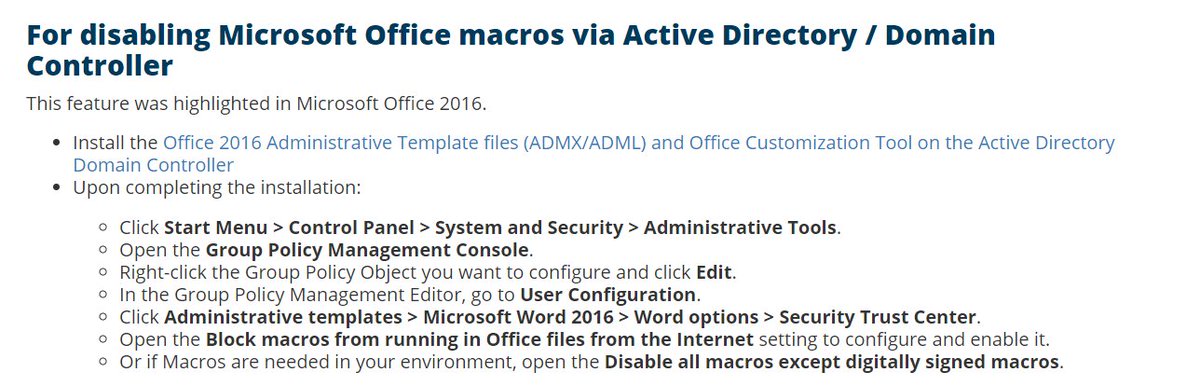 For disabling Microsoft Office macros via Active Directory / Domain
Controller
This feature was highlighted in Microsoft Office 2016.
• Install the Office 2016 Administrative Template files (ADMX/ADML) and Office Customization Tool on the Active Directory
Domain Controller
• Upon completing the installation:
◦ Click Start Menu > Control Panel > System and Security > Administrative Tools.
◦ Open the Group Policy Management Console.
◦ Right-click the Group Policy Object you want to configure and click Edit.
◦ In the Group Policy Management Editor, go to User Configuration.
◦ Click Administrative templates > Microsoft Word 2016 > Word options > Security Trust Center.
◦ Open the Block macros from running in Office files from the Internet setting to configure and enable it.
◦ Or if Macros are needed in your environment, open the Disable all macros except digitally signed macros.